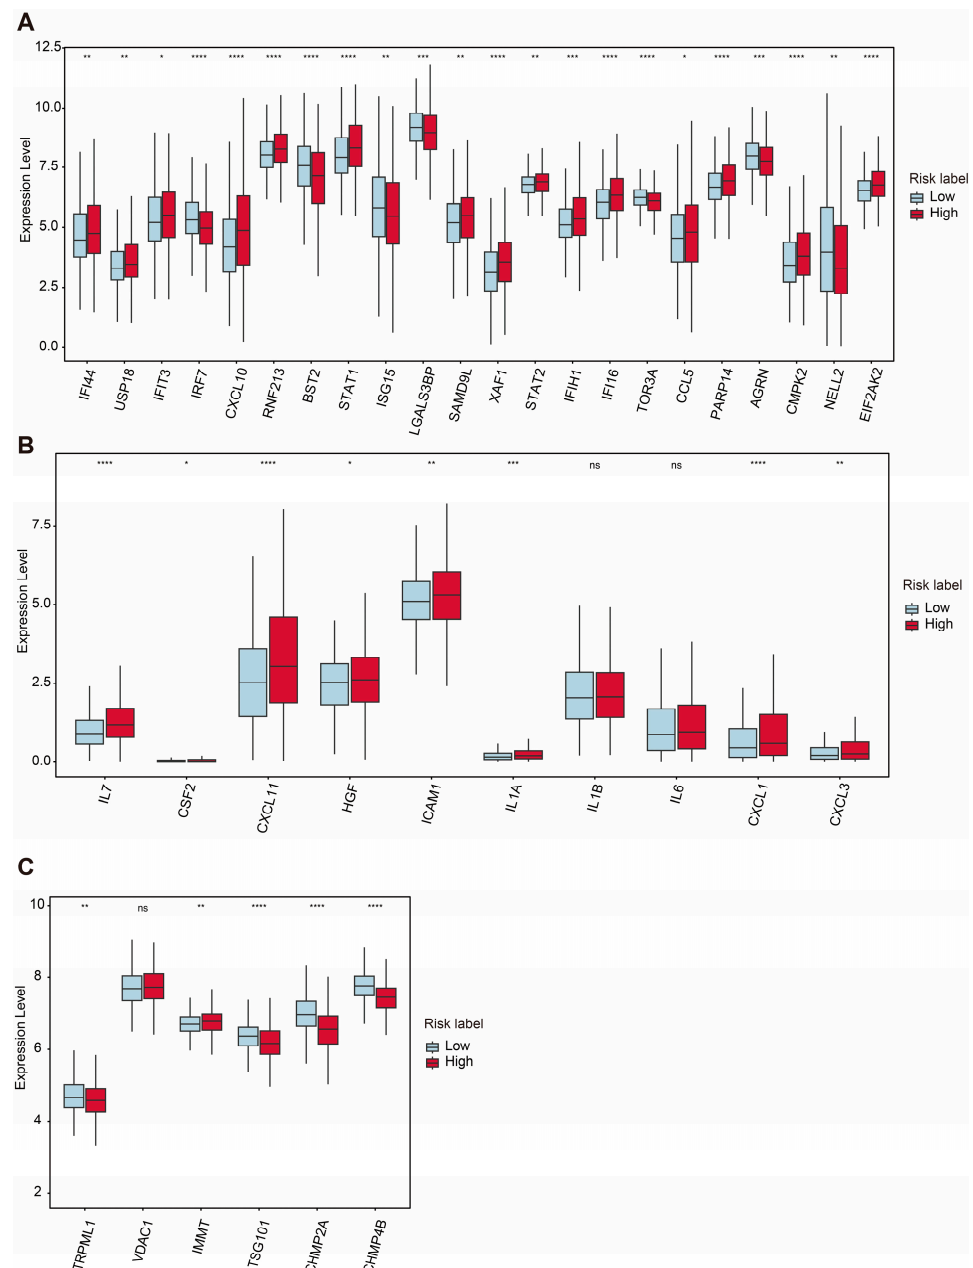 A
12.5
10.0
7.5
5.0
2.5
0.0
Expression Level
** ** * **** **** **** **** **** ** *** ** **** ** *** **** **** * **** *** **** ** ****
IFI44 USP18 IFIT3 IRF7 CXCL10 RNF213 BST2 STAT1 ISG15 LGALS3BP SAMD9L XAF1 STAT2 IFIH1 IFI16 TOR3A CCL5 PARP14 AGRN CMPK2 NELL2 EIF2AK2
Risk label
Low
High
B
7.5
5.0
2.5
0.0
Expression Level
**** * **** * ** *** ns ns **** **
IL7 CSF2 CXCL11 HGF ICAM1 IL1A IL1B IL6 CXCL1 CXCL3
Risk label
Low
High
C
10
8
6
4
2
Expression Level
** ns ** **** **** ****
TRPML1 VDAC1 IMMT TSG101 CHMP2A CHMP4B
Risk label
Low
High